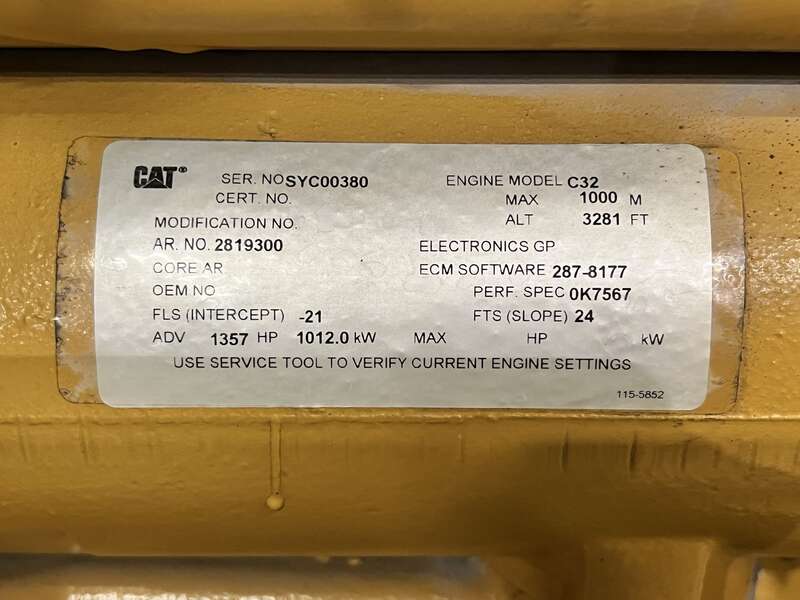 CAT® SER. NO SYC00380 ENGINE MODEL C32
CERT. NO. MAX 1000 M
MODIFICATION NO. ALT 3281 FT
AR. NO. 2819300 ELECTRONICS GP
CORE AR ECM SOFTWARE 287-8177
OEM NO PERF. SPEC 0K7567
FLS (INTERCEPT) -21 FTS (SLOPE) 24
ADV 1357 HP 1012.0 kW MAX HP kW
USE SERVICE TOOL TO VERIFY CURRENT ENGINE SETTINGS
115-5852